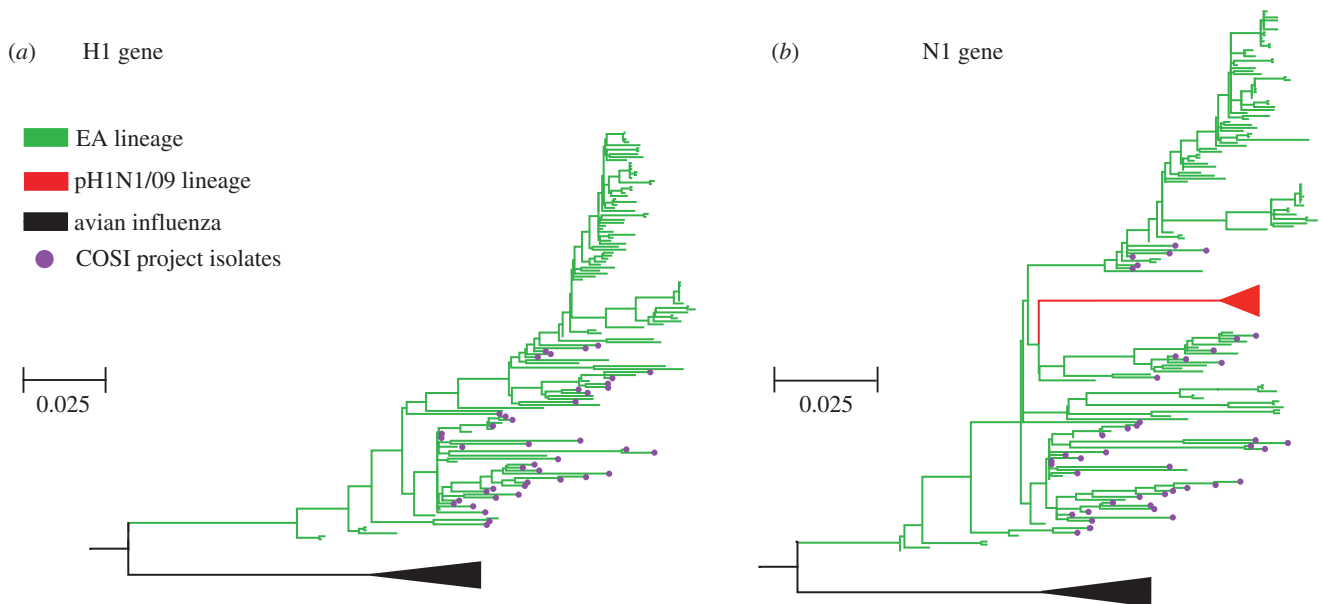 (a) H1 gene
EA lineage
pH1N1/09 lineage
avian influenza
COSI project isolates
0.025
(b) N1 gene
0.025